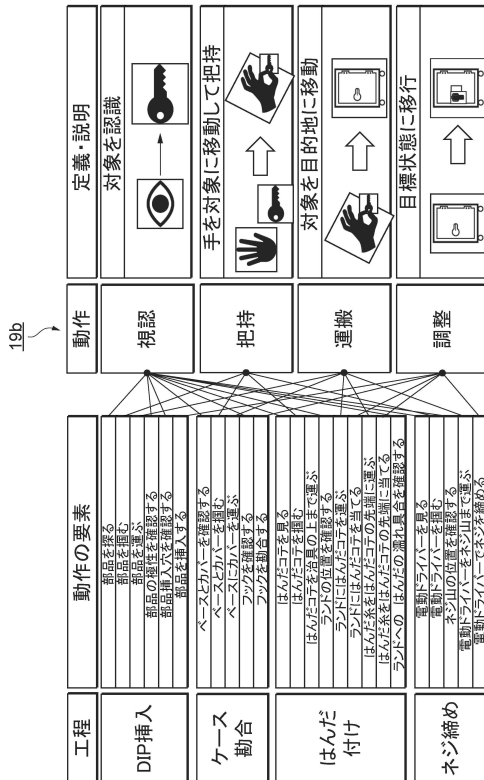 19b
工程
動作の要素
動作
定義・説明
DIP挿入
部品を探る
部品を掴む
部品を運ぶ
部品の極性を確認する
部品挿入穴を確認する
部品を挿入する
ケース
勘合
ベースとカバーを確認する
ベースとカバーを掴む
ベースにカバーを運ぶ
フックを確認する
フックを勘合する
はんだ
付け
はんだコテを見る
はんだコテを掴む
はんだコテを治具の上まで運ぶ
ランドの位置を確認する
ランドにはんだコテを運ぶ
ランドにはんだコテを当てる
はんだ糸をはんだコテの先端に運ぶ
はんだ糸をはんだコテの先端に当てる
ランドへの はんだの濡れ具合を確認する
ネジ締め
電動ドライバーを見る
電動ドライバーを掴む
ネジ山の位置を確認する
電動ドライバーをネジ山まで運ぶ
電動ドライバーでネジを締める
視認
対象を認識
把持
手を対象に移動して把持
運搬
対象を目的地に移動
調整
目標状態に移行